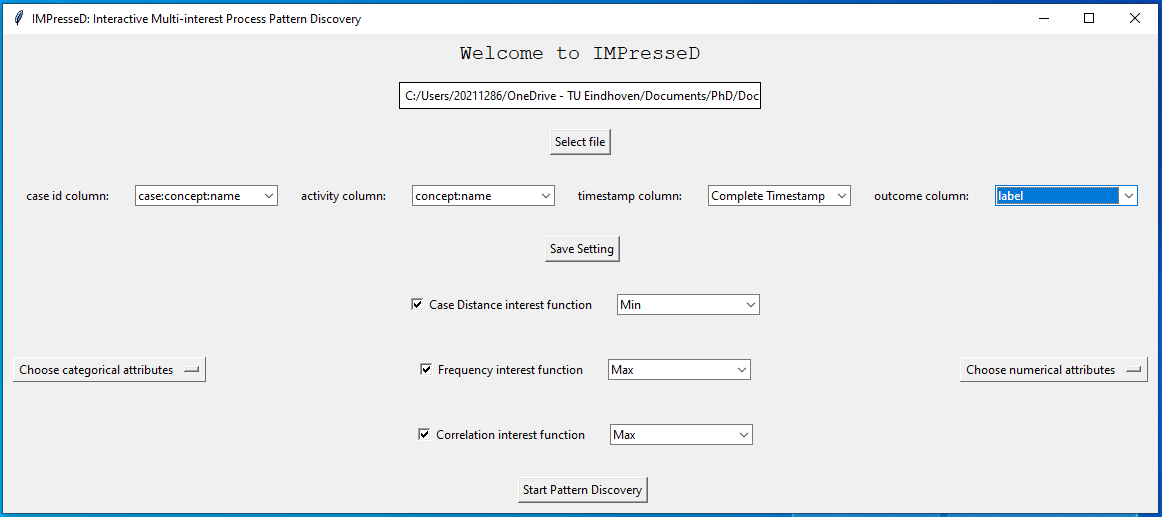 IMPresseD: Interactive Multi-interest Process Pattern Discovery
Welcome to IMPresseD
C:/Users/20211286/OneDrive - TU Eindhoven/Documents/PhD/Doc
Select file
case id column: case:concept:name activity column: concept:name timestamp column: Complete Timestamp outcome column: label
Save Setting
Case Distance interest function Min
Choose categorical attributes Frequency interest function Max Choose numerical attributes
Correlation interest function Max
Start Pattern Discovery